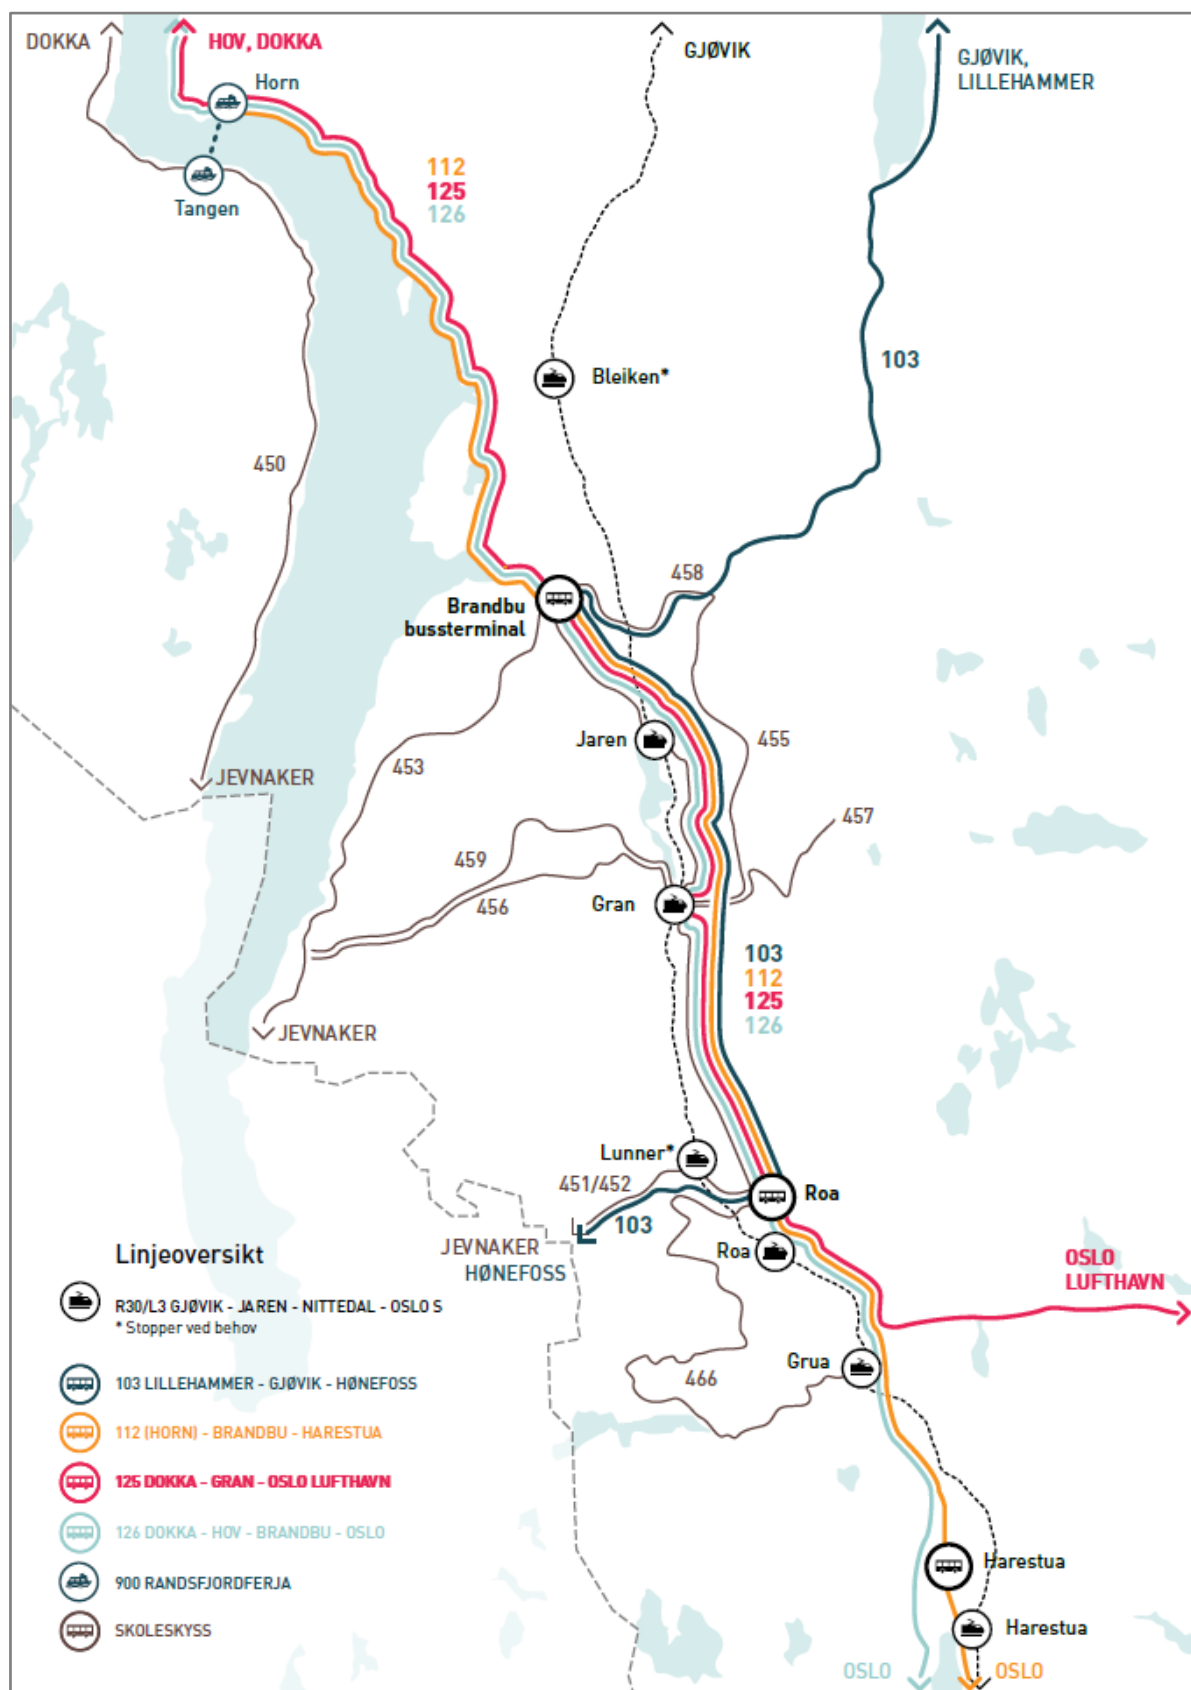 DOKKA
HOV, DOKKA
GJØVIK
GJØVIK,
LILLEHAMMER
Horn
Tangen
112
125
126
103
Bleiken*
450
458
Brandbu
bussterminal
Jaren
455
453
JEVNAKER
457
459
456
Gran
103
112
125
126
JEVNAKER
Lunner*
451/452
Roa
103
JEVNAKER
HØNEFOSS
Roa
OSLO
LUFTHAVN
Grua
466
Harestua
Harestua
OSLO
OSLO
Linjeoversikt
R30/L3 GJØVIK - JAREN - NITTEDAL - OSLO S
* Stopper ved behov
103 LILLEHAMMER - GJØVIK - HØNEFOSS
112 (HORN) - BRANDBU - HARESTUA
125 DOKKA - GRAN - OSLO LUFTHAVN
126 DOKKA - HOV - BRANDBU - OSLO
900 RANDSFJORDFERJA
SKOLESKYSS